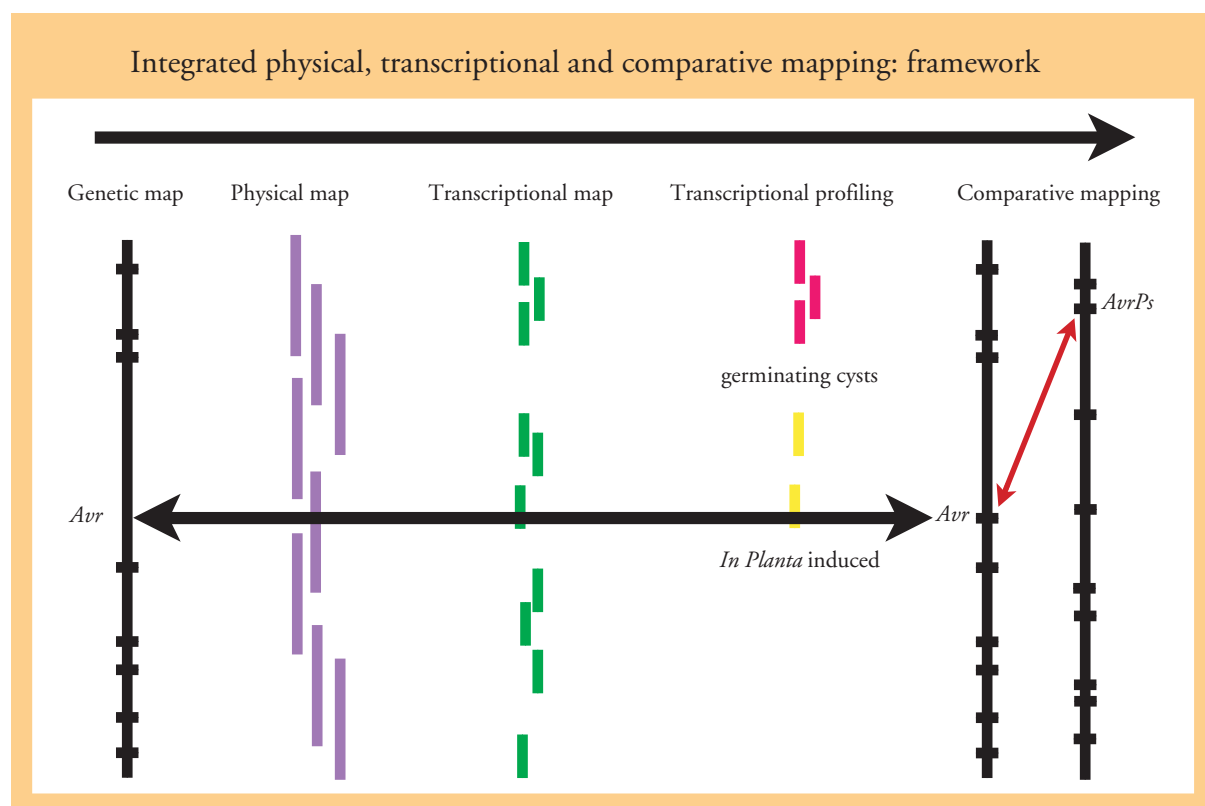 Integrated physical, transcriptional and comparative mapping: framework
Genetic map
Physical map
Transcriptional map
Transcriptional profiling
Comparative mapping
AvrPs
germinating cysts
Avr
Avr
In Planta induced